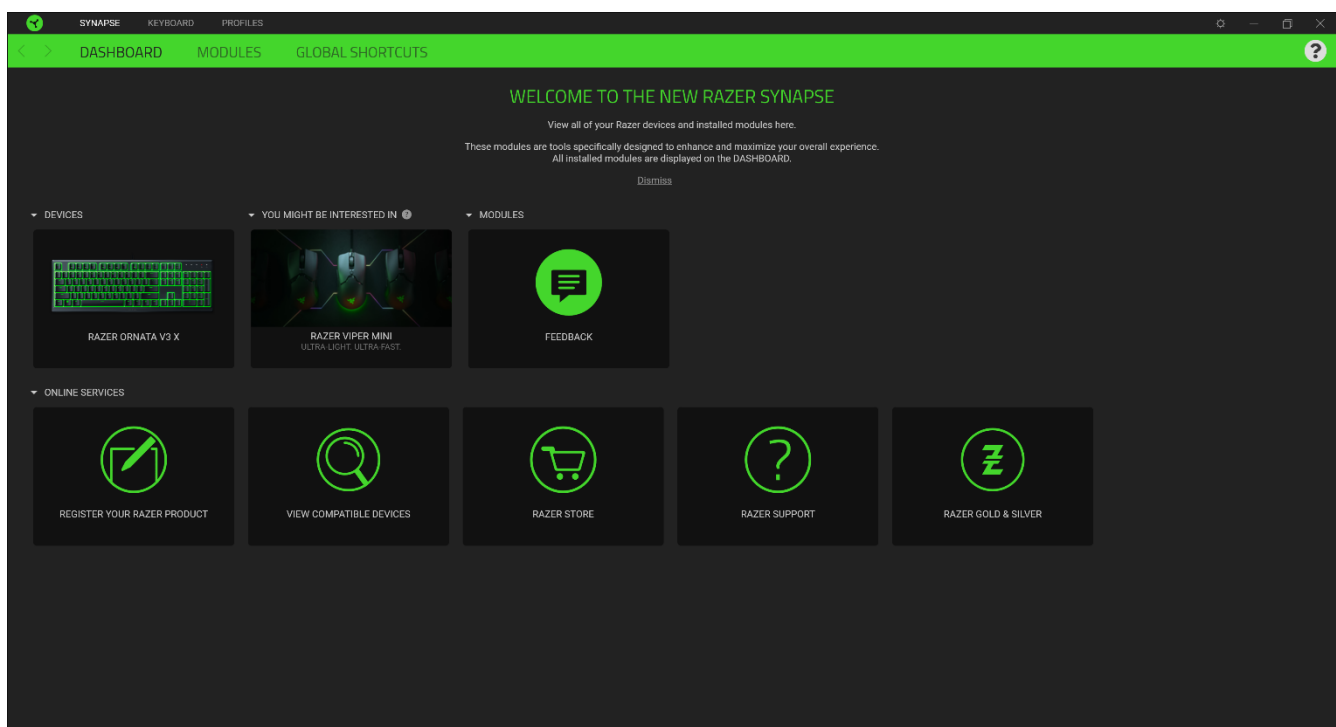 SYNAPSE KEYBOARD PROFILES
DASHBOARD MODULES GLOBAL SHORTCUTS ?
WELCOME TO THE NEW RAZER SYNAPSE
View all of your Razer devices and installed modules here.
These modules are tools specifically designed to enhance and maximize your overall experience.
All installed modules are displayed on the DASHBOARD.
Dismiss
DEVICES YOU MIGHT BE INTERESTED IN ? MODULES
RAZER ORNATA V3 X
RAZER VIPER MINI
ULTRA-LIGHT. ULTRA-FAST.
FEEDBACK
ONLINE SERVICES
REGISTER YOUR RAZER PRODUCT
VIEW COMPATIBLE DEVICES
RAZER STORE
RAZER SUPPORT
RAZER GOLD & SILVER